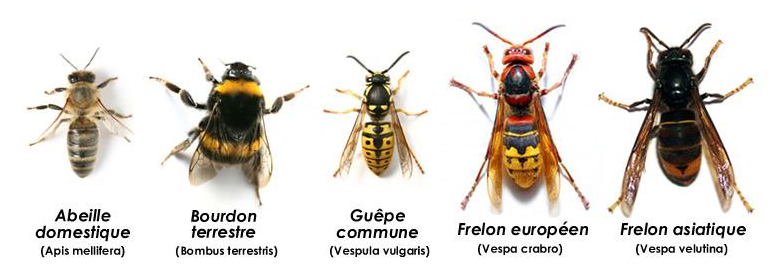 Abeille
domestique
(Apis mellifera)
Bourdon
terrestre
(Bombus terrestris)
Guêpe
commune
(Vespula vulgaris)
Frelon européen
(Vespa crabro)
Frelon asiatique
(Vespa velutina)